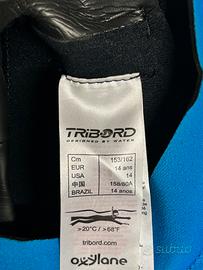 TRIBORD
DESIGNED BY WATER
Cm 153/162
EUR 14 ans
USA 14
中国 158/80A
BRAZIL 14 anos
>20°C / >68°F
tribord.com
oxylane
subito